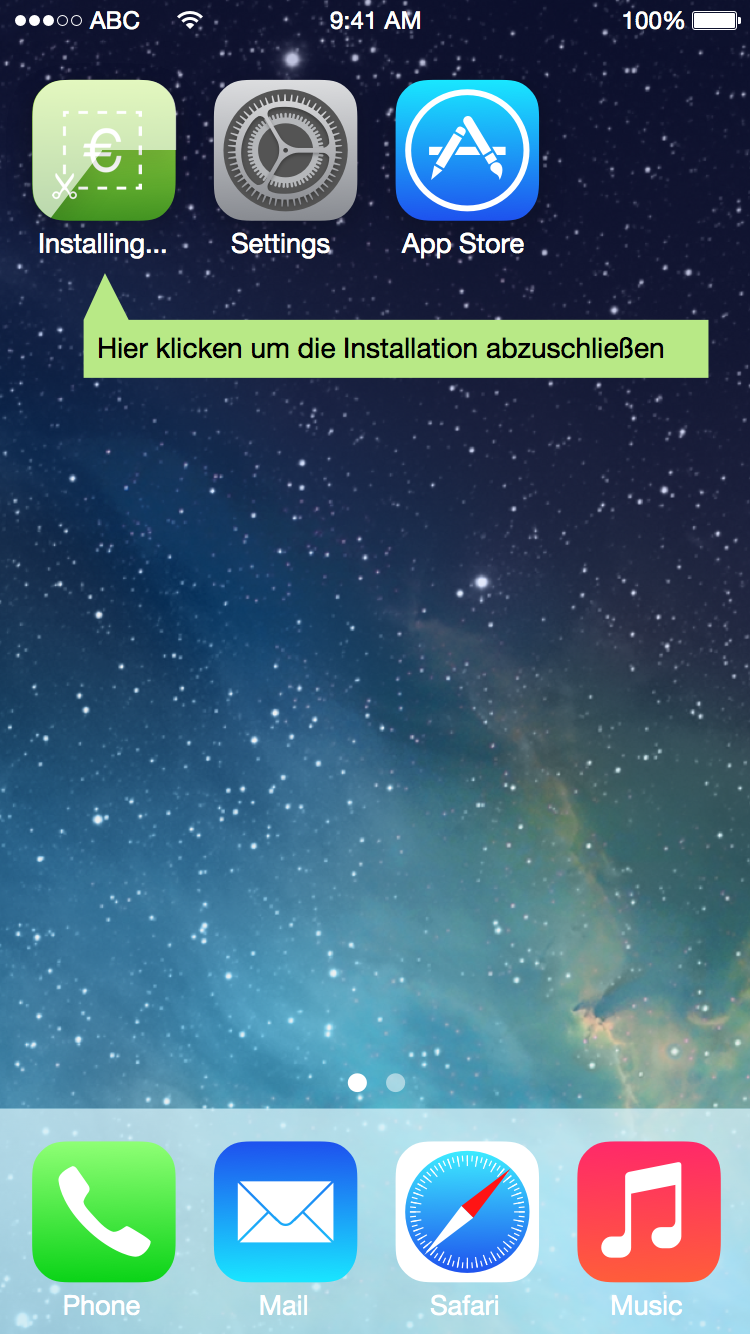 ABC 9:41 AM 100%
€
Installing... Settings App Store
Hier klicken um die Installation abzuschließen
Phone Mail Safari Music